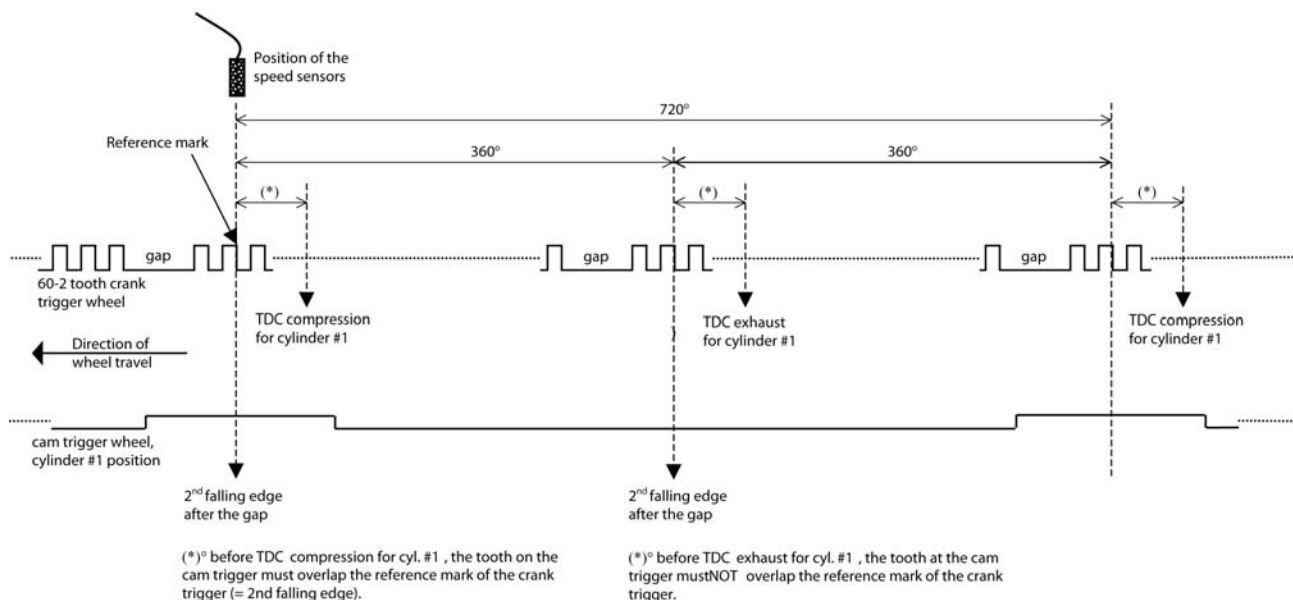 Position of the
speed sensors
720°
Reference mark
360°
360°
(*)
(*)
(*)
gap
gap
gap
60-2 tooth crank
trigger wheel
TDC compression
for cylinder #1
TDC exhaust
for cylinder #1
TDC compression
for cylinder #1
Direction of
wheel travel
cam trigger wheel,
cylinder #1 position
2nd falling edge
after the gap
2nd falling edge
after the gap
(*)° before TDC compression for cyl. #1 , the tooth on the
cam trigger must overlap the reference mark of the crank
trigger (= 2nd falling edge).
(*)° before TDC exhaust for cyl. #1 , the tooth at the cam
trigger mustNOT overlap the reference mark of the crank
trigger.